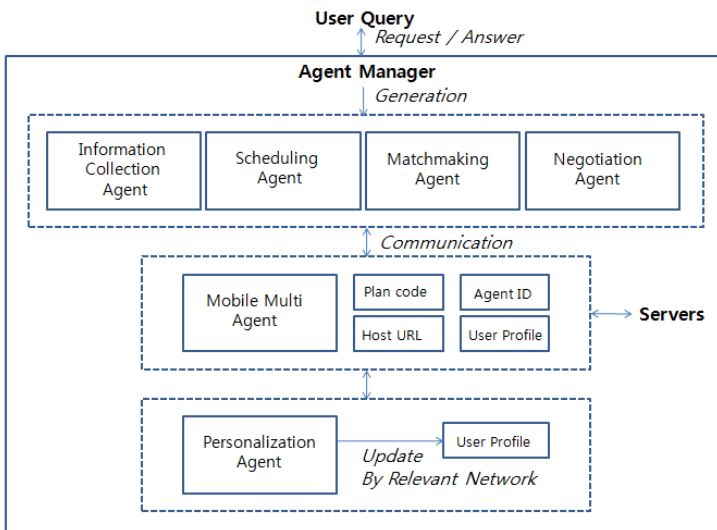 User Query
Request / Answer
Agent Manager
Generation
Information
Collection
Agent
Scheduling
Agent
Matchmaking
Agent
Negotiation
Agent
Communication
Mobile Multi
Agent
Plan code
Agent ID
Host URL
User Profile
Servers
Personalization
Agent
User Profile
Update
By Relevant Network